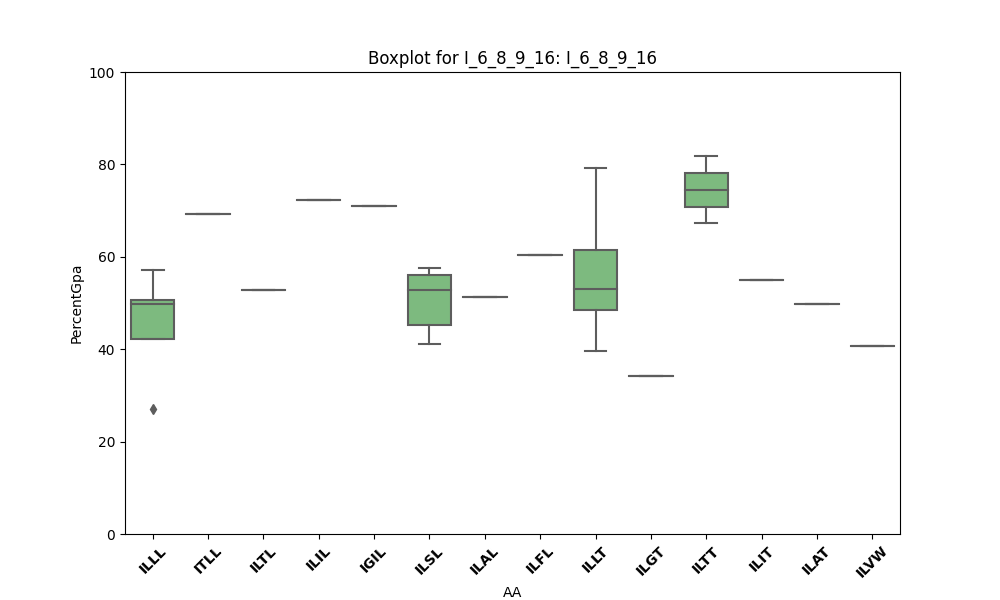 Boxplot for I_6_8_9_16: I_6_8_9_16
PercentGpa
100
80
60
40
20
0
ILLL ITLL ILTL ILIL IGIL ILSL ILAL ILFL ILLT ILGT ILTT ILIT ILAT ILVW
AA